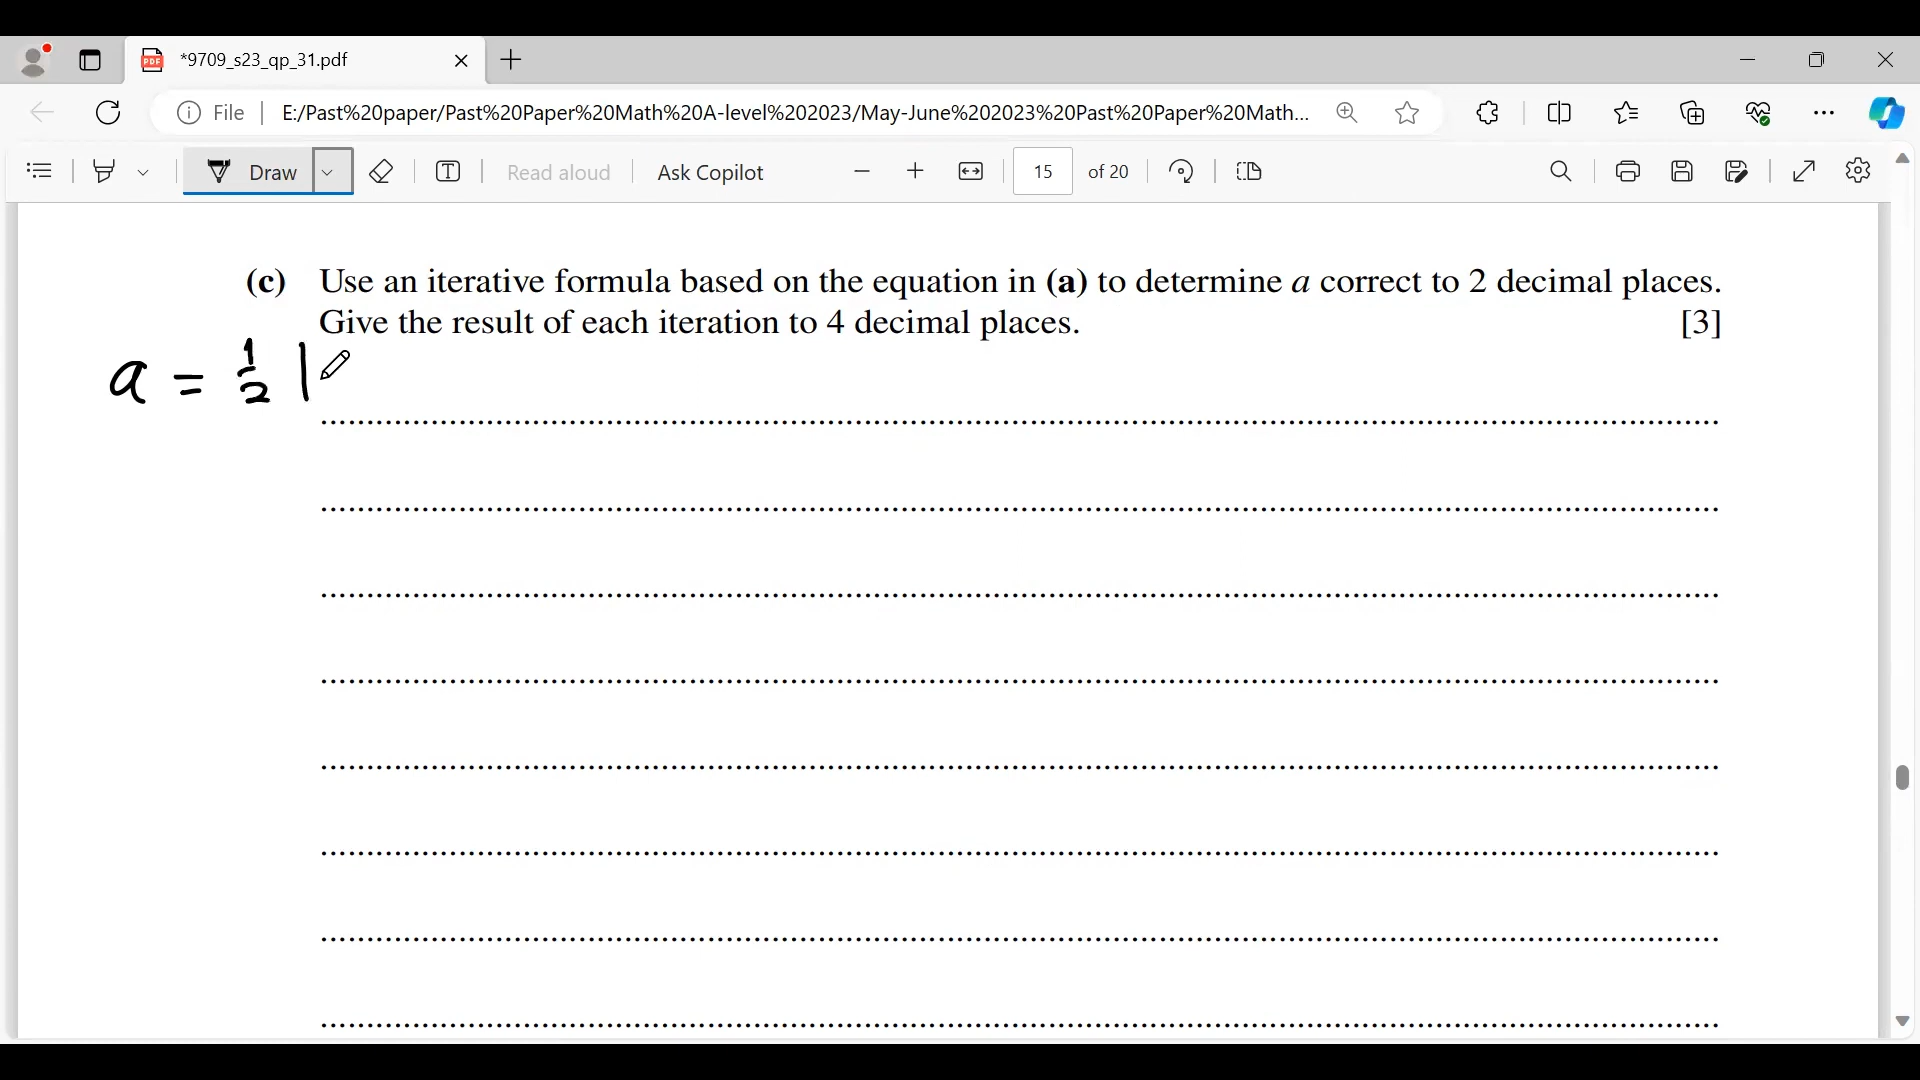 *9709_s23_qp_31.pdf
File
E:/Past%20paper/Past%20Paper%20Math%20A-level%202023/May-June%202023%20Past%20Paper%20Math...
Draw
Read aloud
Ask Copilot
15
of 20
(c) Use an iterative formula based on the equation in (a) to determine a correct to 2 decimal places.
Give the result of each iteration to 4 decimal places. [3]
a = 1/2 |